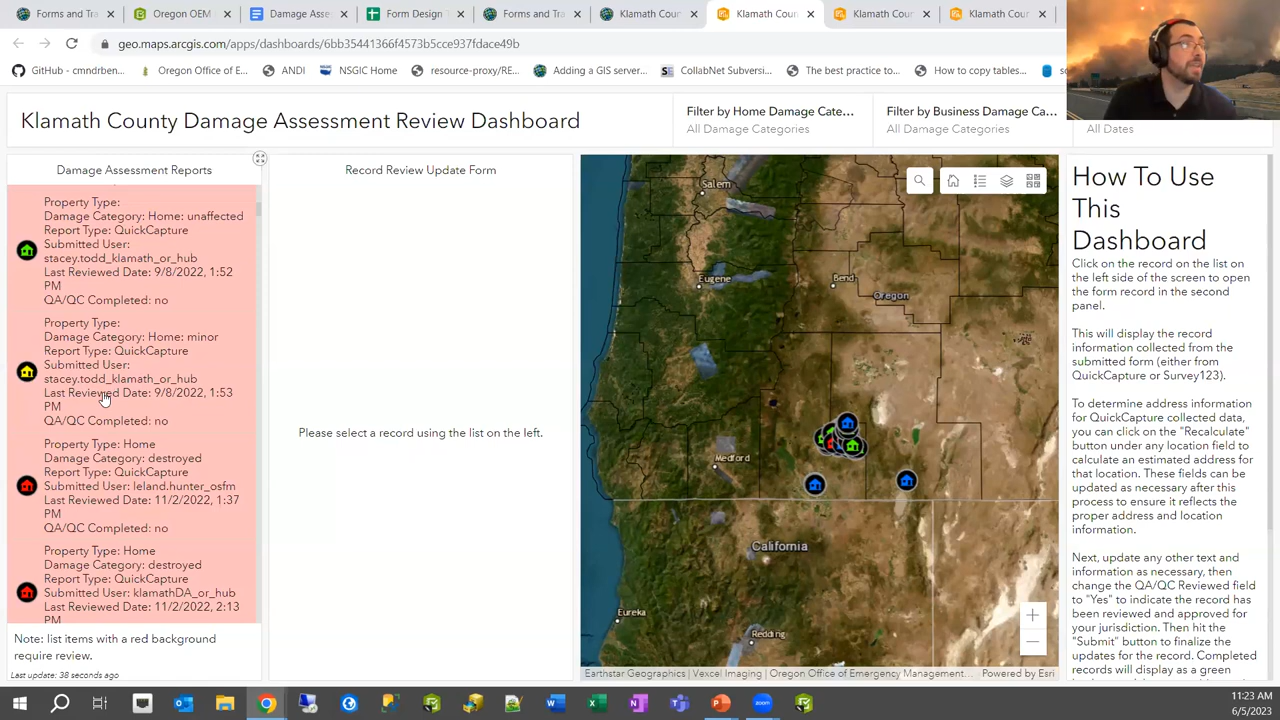 Forms and Tra
Oregon OEM
Damage Asse
Form Design
Forms and Tra
Klamath Coun
Klamath Coun
Klamath Coun
Klamath Coun
geo.maps.arcgis.com/apps/dashboards/6bb35441366f4573b5cce937fdace49b
GitHub - cmndrben...
Oregon Office of E...
ANDI
NSGIC Home
resource-proxy/RE...
Adding a GIS server...
CollabNet Subversi...
The best practice to...
How to copy tables...
Klamath County Damage Assessment Review Dashboard
Filter by Home Damage Cate...
All Damage Categories
Filter by Business Damage Ca...
All Damage Categories
All Dates
Damage Assessment Reports
Property Type:
Damage Category: Home: unaffected
Report Type: QuickCapture
Submitted User:
stacey.todd_klamath_or_hub
Last Reviewed Date: 9/8/2022, 1:52
PM
QA/QC Completed: no
Property Type:
Damage Category: Home: minor
Report Type: QuickCapture
Submitted User:
stacey.todd_klamath_or_hub
Last Reviewed Date: 9/8/2022, 1:53
PM
QA/QC Completed: no
Property Type: Home
Damage Category: destroyed
Report Type: QuickCapture
Submitted User: leland.hunter_osfm
Last Reviewed Date: 11/2/2022, 1:37
PM
QA/QC Completed: no
Property Type: Home
Damage Category: destroyed
Report Type: QuickCapture
Submitted User: klamathDA_or_hub
Last Reviewed Date: 11/2/2022, 2:13
PM
Note: list items with a red background
require review.
Last update: 38 seconds ago
Record Review Update Form
Please select a record using the list on the left.
Salem
Eugene
Bend
Oregon
Medford
California
Eureka
Redding
Earthstar Geographics | Vexcel Imaging | Oregon Office of Emergency Management...
Powered by Esri
How To Use
This
Dashboard
Click on the record on the list on
the left side of the screen to open
the form record in the second
panel.
This will display the record
information collected from the
submitted form (either from
QuickCapture or Survey123).
To determine address information
for QuickCapture collected data,
you can click on the "Recalculate"
button under any location field to
calculate an estimated address for
that location. These fields can be
updated as necessary after this
process to ensure it reflects the
proper address and location
information.
Next, update any other text and
information as necessary, then
change the QA/QC Reviewed field
to "Yes" to indicate the record has
been reviewed and approved for
your jurisdiction. Then hit the
"Submit" button to finalize the
updates for the record. Completed
records will display as a green
11:23 AM
6/5/2023